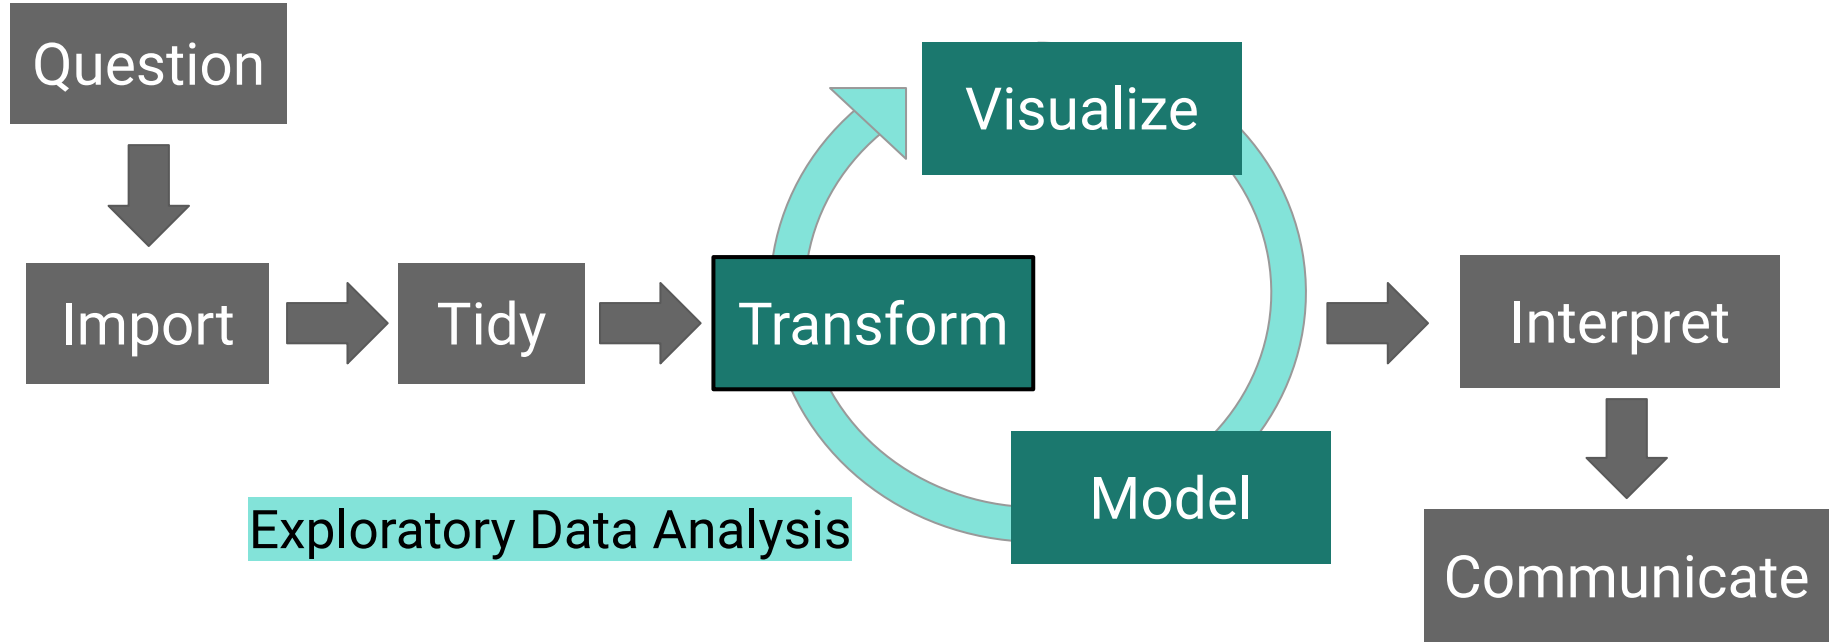 Question
Import
Tidy
Transform
Visualize
Model
Exploratory Data Analysis
Interpret
Communicate